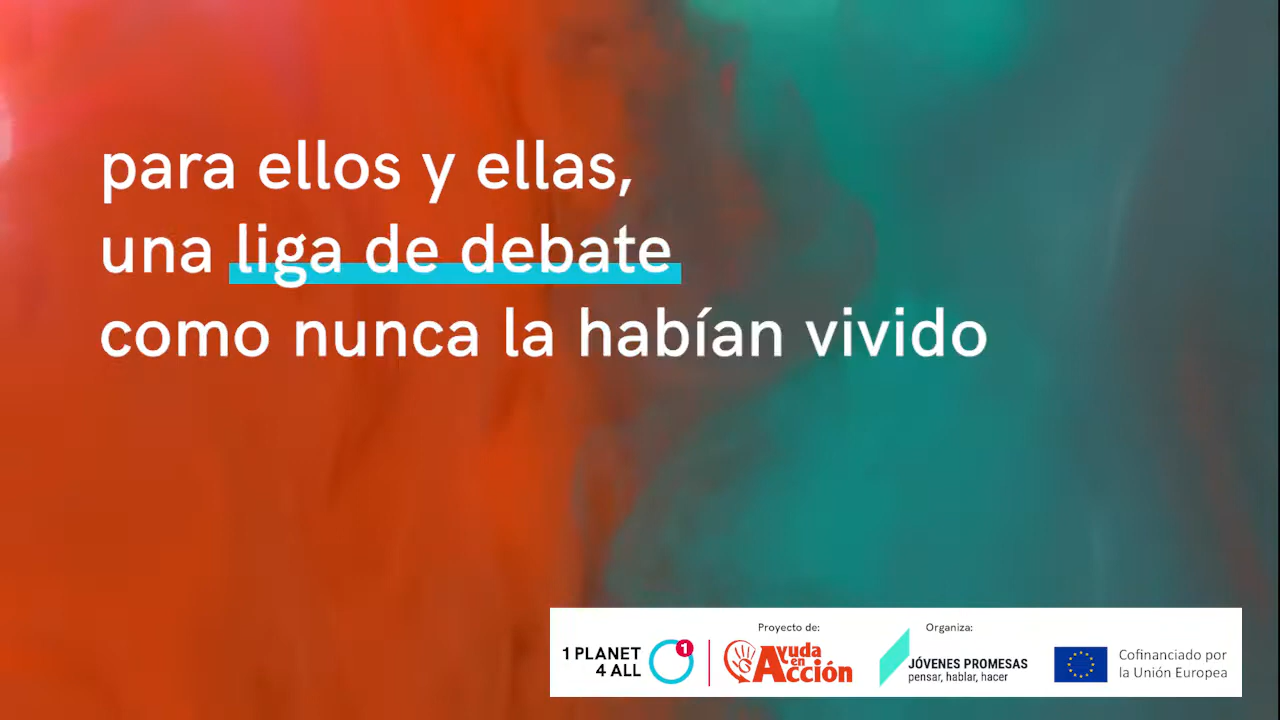 para ellos y ellas,
una liga de debate
como nunca la habían vivido
1 PLANET
4 ALL
1
Proyecto de:
Ayuda
en
Acción
Organiza:
JÓVENES PROMESAS
pensar, hablar, hacer
Cofinanciado por
la Unión Europea